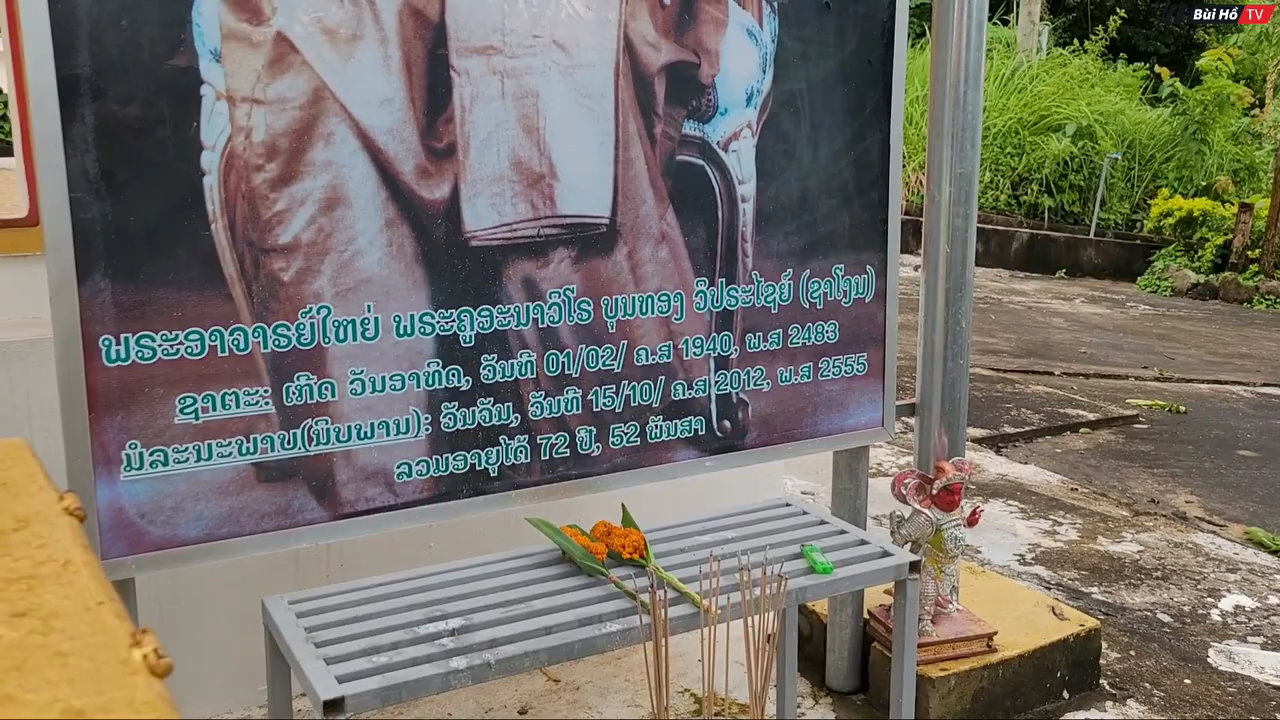 Bùi Hồ TV
ພຣະອາຈາຣຍ໌ໃຫຍ່ ພຣະຄູອະນາວິໂຣ ບຸນທອງ ວິປຣະໄຊຍ໌ (ຊາໂງນ)
ຊາຕະ: ເກີດ ວັນອາທິດ, ວັນທີ 01/02/ ຄ.ສ 1940, ພ.ສ 2483
ມໍລະນະພາບ(ນິບພານ): ວັນຈັນ, ວັນທີ 15/10/ ຄ.ສ 2012, ພ.ສ 2555
ລວມອາຍຸໄດ້ 72 ປີ, 52 ພັນສາ